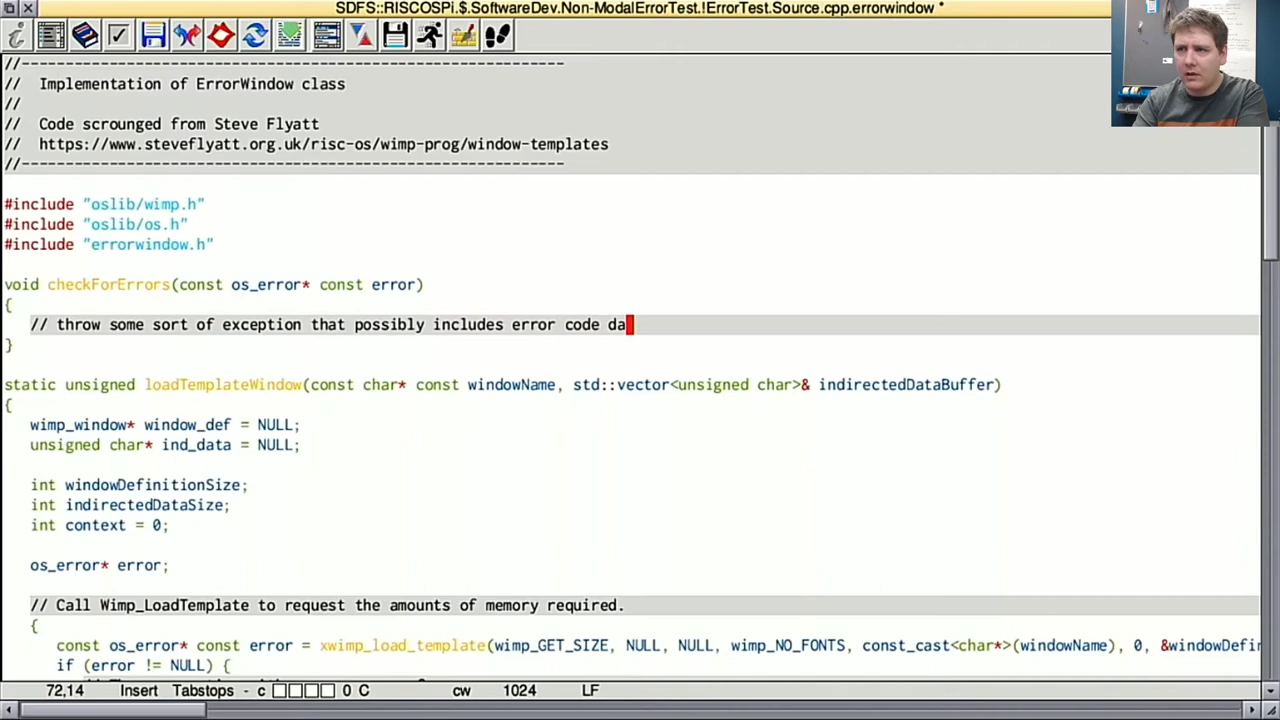 SDFS::RISCOSPi.$.SoftwareDev.Non-ModalErrorTest.!ErrorTest.Source.cpp.errorwindow *
//--------------------------------------------------------------
//  Implementation of ErrorWindow class
//
//  Code scrounged from Steve Flyatt
//  https://www.steveflyatt.org.uk/risc-os/wimp-prog/window-templates
//--------------------------------------------------------------
#include "oslib/wimp.h"
#include "oslib/os.h"
#include "errorwindow.h"
void checkForErrors(const os_error* const error)
{
// throw some sort of exception that possibly includes error code da
}
static unsigned loadTemplateWindow(const char* const windowName, std::vector<unsigned char>& indirectedDataBuffer)
{
wimp_window* window_def = NULL;
unsigned char* ind_data = NULL;
int windowDefinitionSize;
int indirectedDataSize;
int context = 0;
os_error* error;
// Call Wimp_LoadTemplate to request the amounts of memory required.
{
const os_error* const error = xwimp_load_template(wimp_GET_SIZE, NULL, NULL, wimp_NO_FONTS, const_cast<char*>(windowName), 0, &windowDefin
if (error != NULL) {
72,14 Insert Tabstops - c 0 C cw 1024 LF